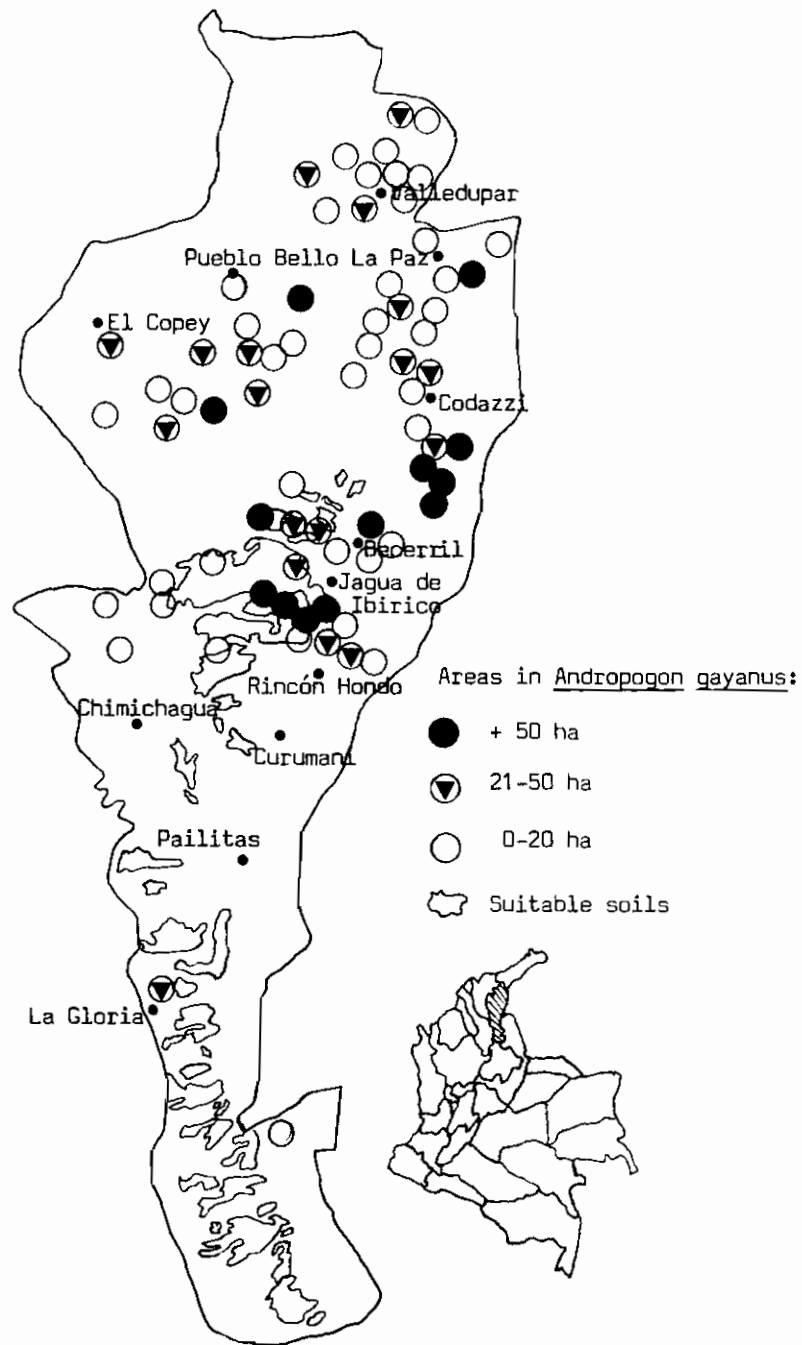 Valledupar
Pueblo Bello La Paz
El Copey
Codazzi
Becerril
Jagua de
Ibirico
Rincón Hondo
Chimichagua
Curumani
Pailitas
La Gloria
Areas in Andropogon gayanus:
+ 50 ha
21-50 ha
0-20 ha
Suitable soils